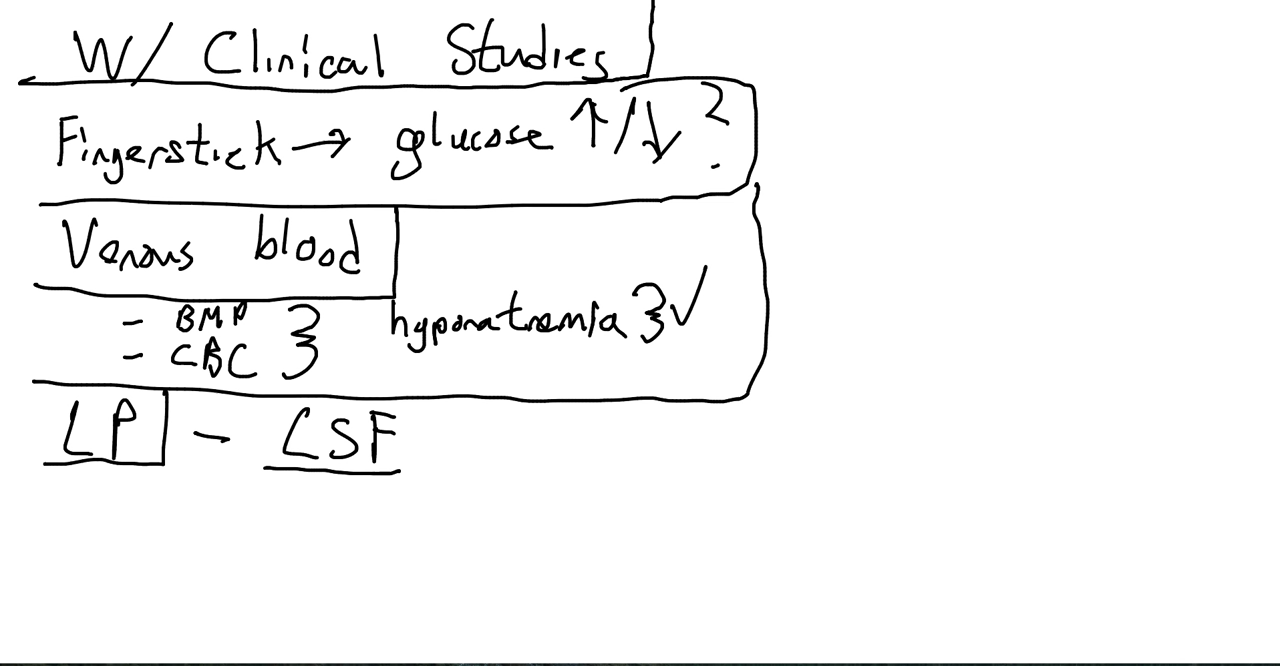 W/ Clinical Studies
Fingerstick → glucose ↑/↓ ?
Venous blood
- BMP
hyponatremia } ✓
- CBC }
LP - CSF